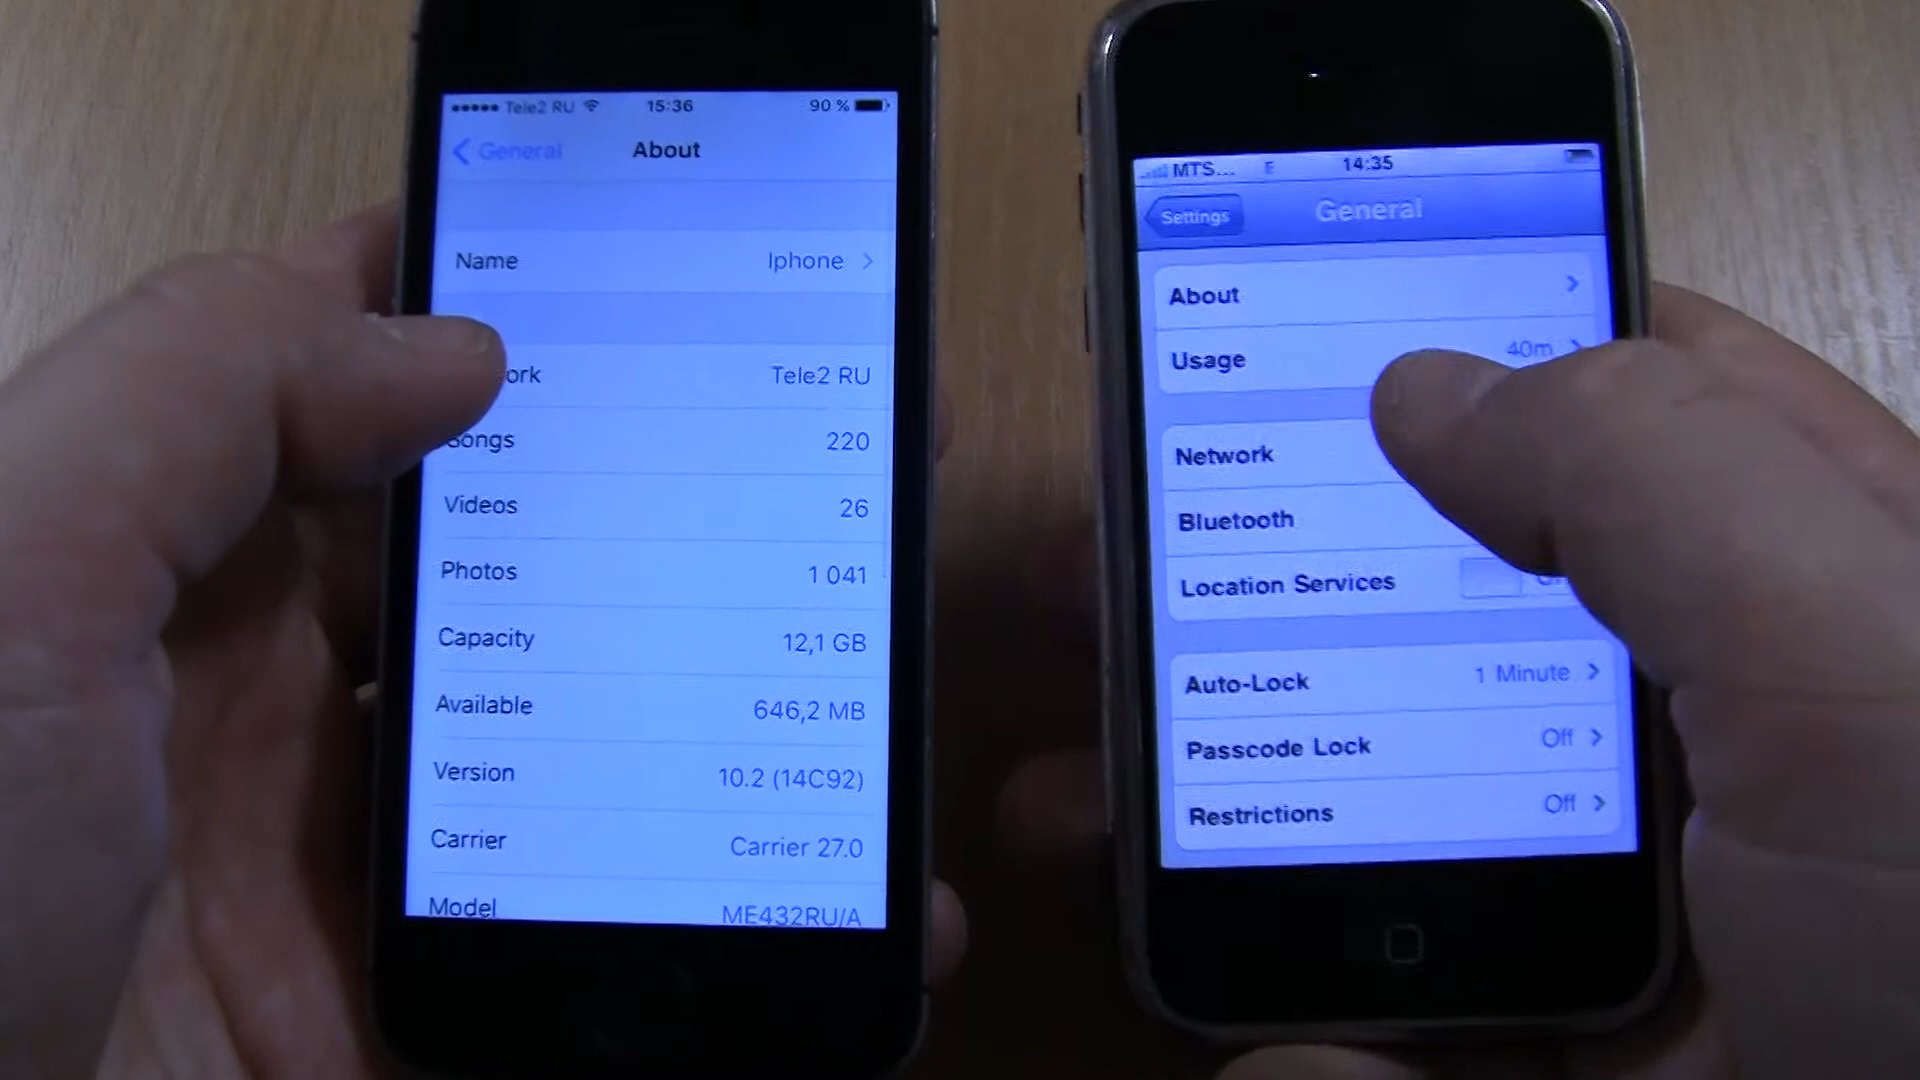 Tele2 RU 15:36 90 %
General About
Name Iphone
ork Tele2 RU
Songs 220
Videos 26
Photos 1 041
Capacity 12,1 GB
Available 646,2 MB
Version 10.2 (14C92)
Carrier Carrier 27.0
Model ME432RU/A
MTS... E 14:35
Settings General
About
Usage 40m
Network
Bluetooth
Location Services
Auto-Lock 1 Minute
Passcode Lock Off
Restrictions Off